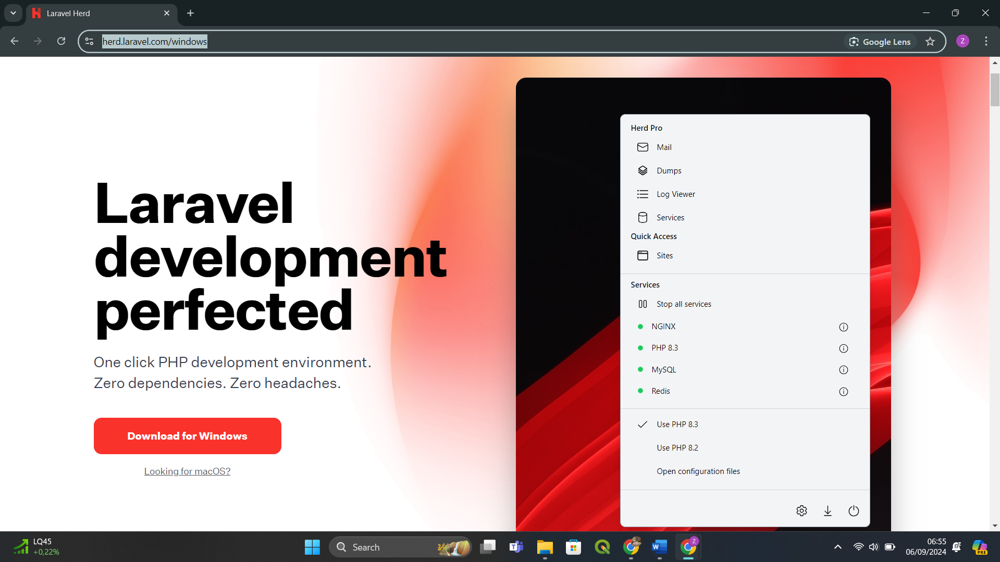 Laravel Herd
herd.laravel.com/windows
Google Lens
Z
Laravel
development
perfected
One click PHP development environment.
Zero dependencies. Zero headaches.
Download for Windows
Looking for macOS?
Herd Pro
Mail
Dumps
Log Viewer
Services
Quick Access
Sites
Services
Stop all services
NGINX
PHP 8.3
MySQL
Redis
Use PHP 8.3
Use PHP 8.2
Open configuration files
LQ45
+0,22%
Search
Z
06:55
06/09/2024
PRE